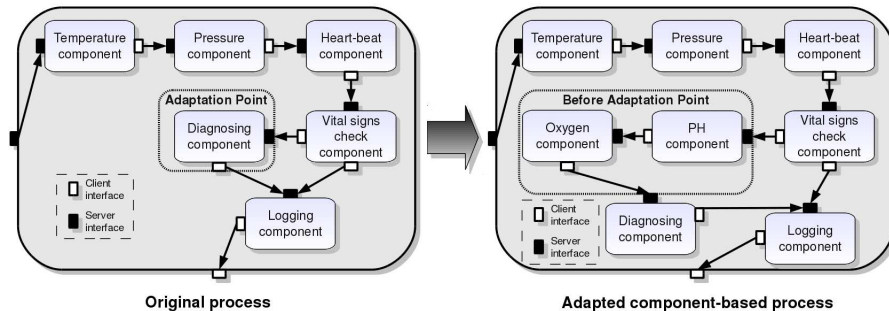 Temperature
component
Pressure
component
Heart-beat
component
Adaptation Point
Diagnosing
component
Vital signs
check
component
Client
interface
Server
interface
Logging
component
Original process
Temperature
component
Pressure
component
Heart-beat
component
Before Adaptation Point
Oxygen
component
PH
component
Vital signs
check
component
Client
interface
Server
interface
Diagnosing
component
Logging
component
Adapted component-based process